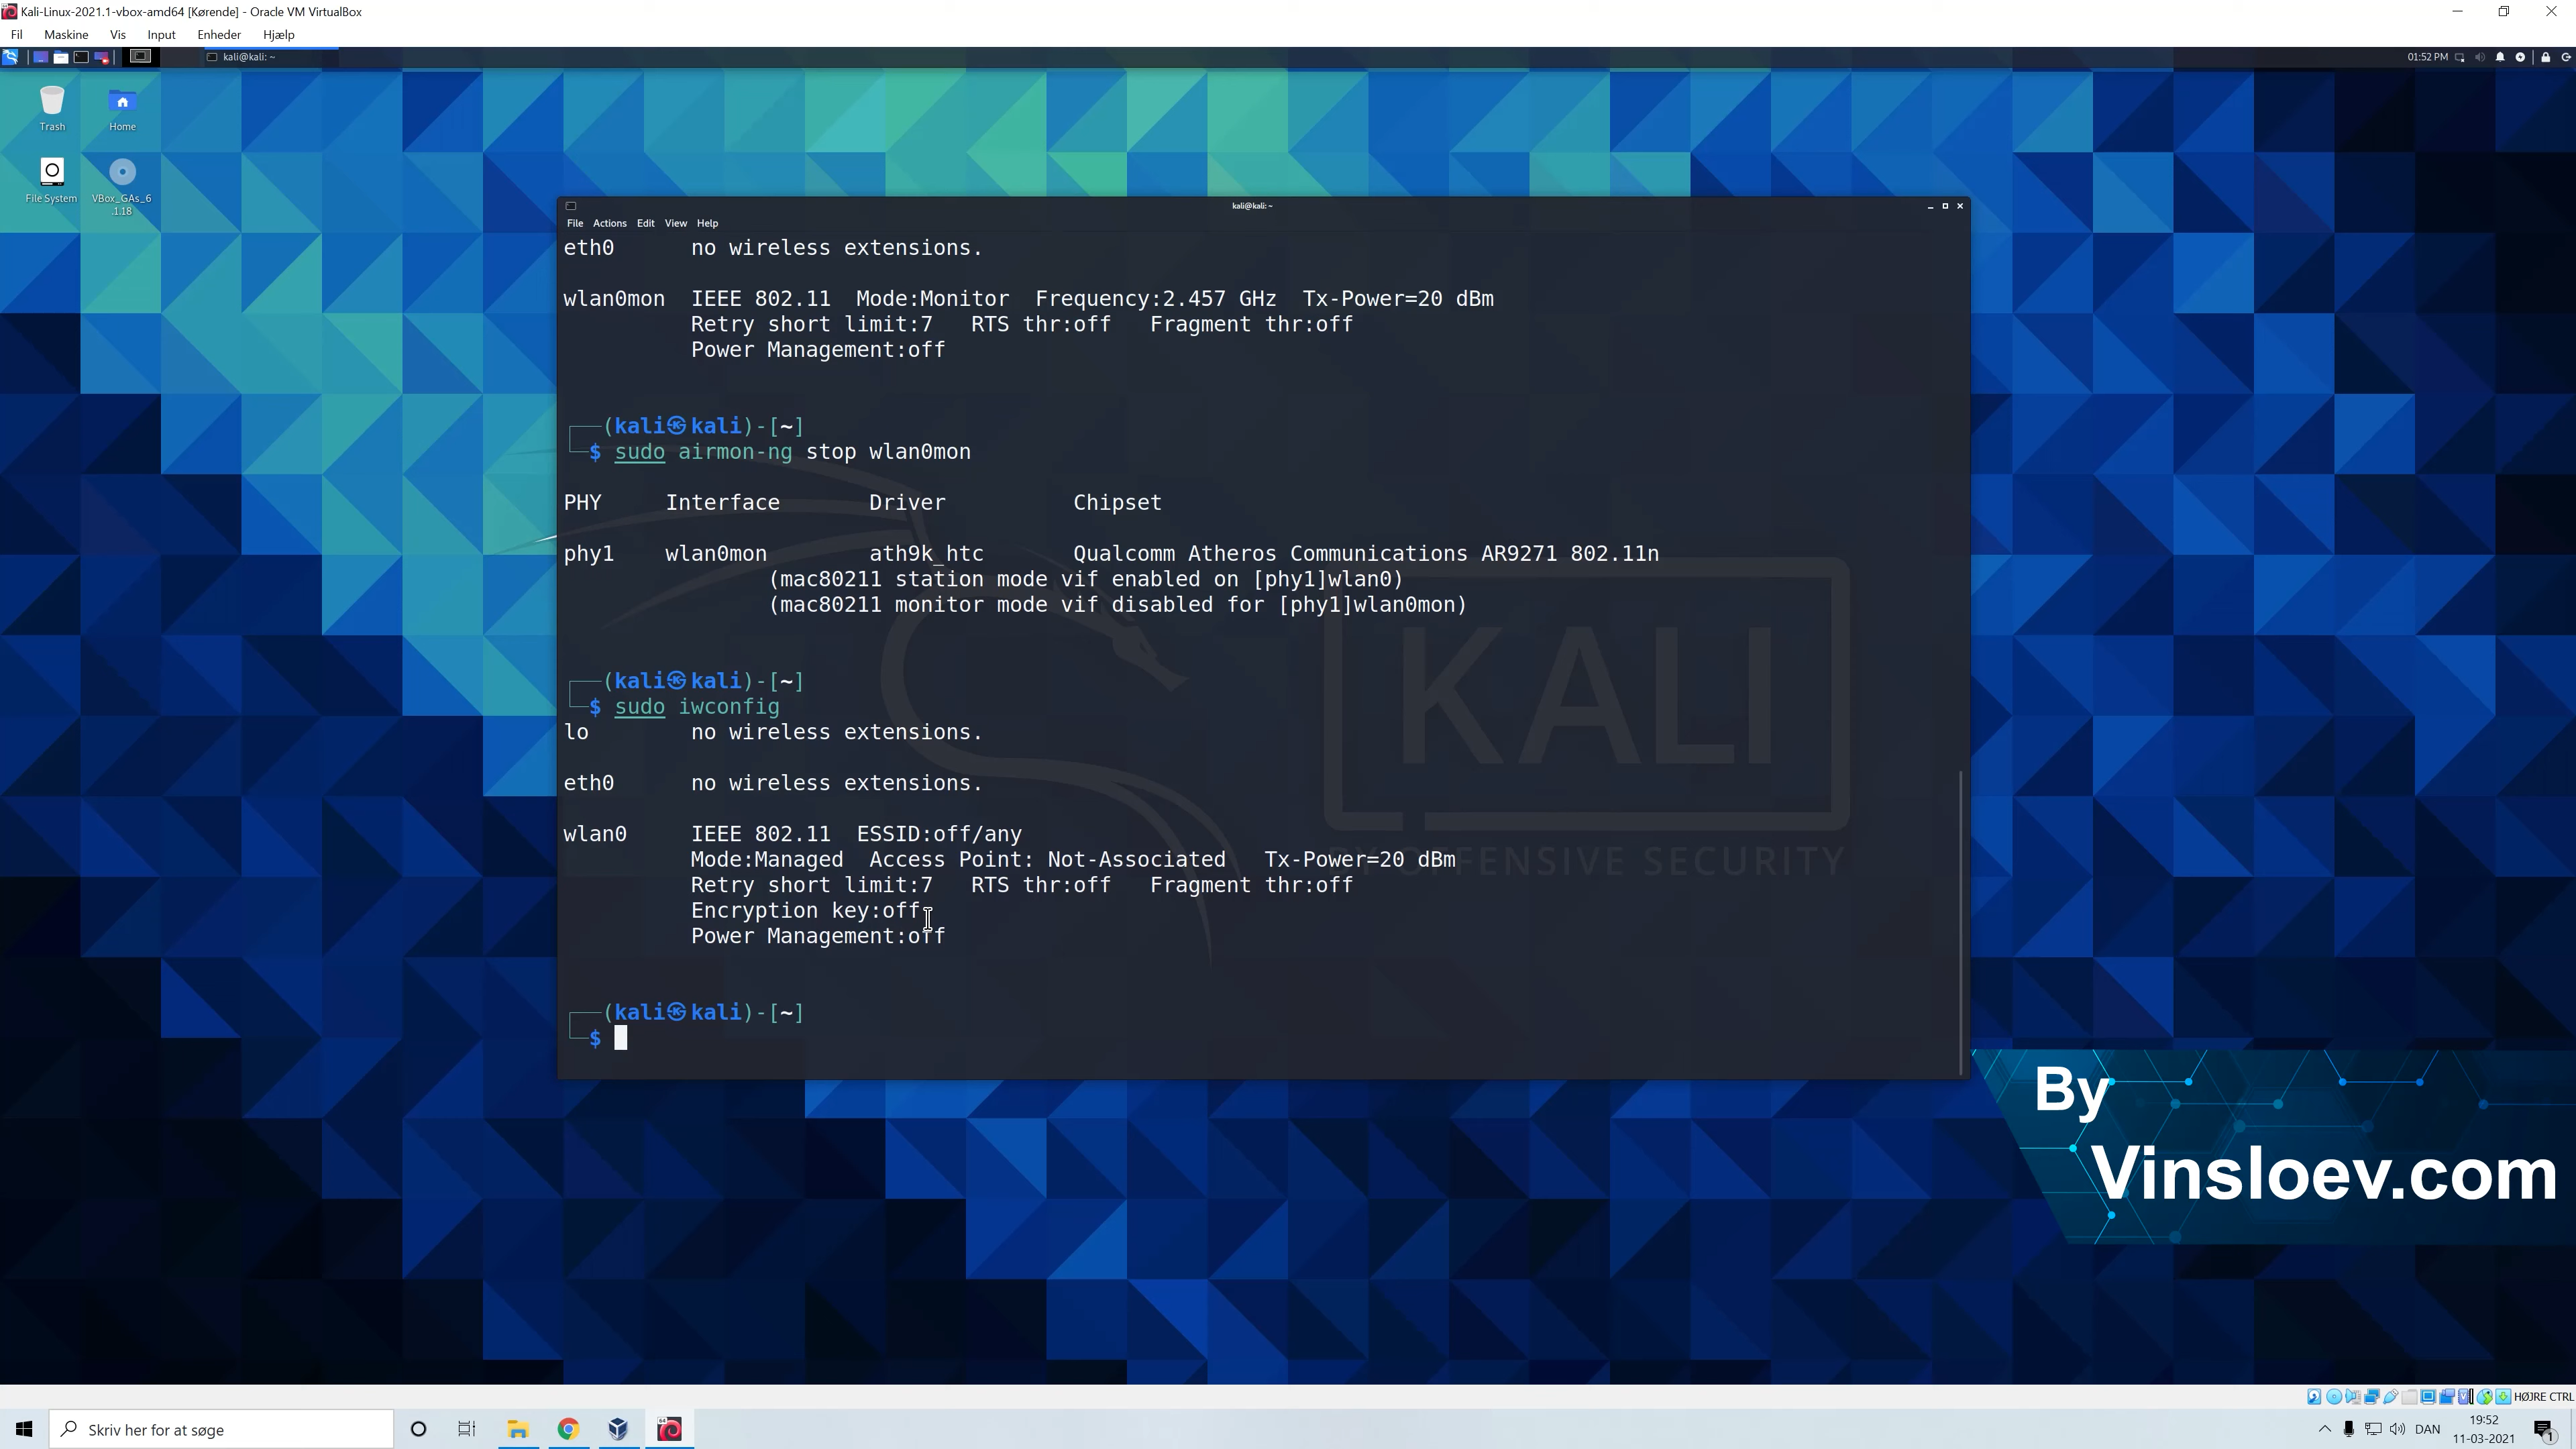 Kali-Linux-2021.1-vbox-amd64 [Kørende] - Oracle VM VirtualBox
Fil Maskine Vis Input Enheder Hjælp
kali@kali: ~
01:52 PM
Trash Home
File System VBox_GAs_6
.1.18
kali@kali: ~
File Actions Edit View Help
eth0 no wireless extensions.
wlan0mon IEEE 802.11 Mode:Monitor Frequency:2.457 GHz Tx-Power=20 dBm
Retry short limit:7 RTS thr:off Fragment thr:off
Power Management:off
(kali㉿kali)-[~]
$ sudo airmon-ng stop wlan0mon
PHY Interface Driver Chipset
phy1 wlan0mon ath9k_htc Qualcomm Atheros Communications AR9271 802.11n
(mac80211 station mode vif enabled on [phy1]wlan0)
(mac80211 monitor mode vif disabled for [phy1]wlan0mon)
(kali㉿kali)-[~]
$ sudo iwconfig
lo no wireless extensions.
eth0 no wireless extensions.
wlan0 IEEE 802.11 ESSID:off/any
Mode:Managed Access Point: Not-Associated Tx-Power=20 dBm
Retry short limit:7 RTS thr:off Fragment thr:off
Encryption key:off
Power Management:off
(kali㉿kali)-[~]
$
KALI
BY OFFENSIVE SECURITY
By
Vinsloev.com
HØJRE CTRL
Skriv her for at søge
DAN
19:52
11-03-2021
1